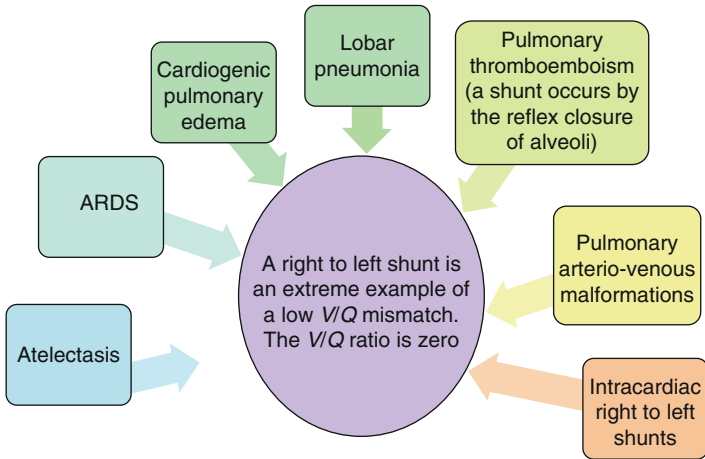 Lobar
pneumonia
Pulmonary
thromboemboism
(a shunt occurs by
the reflex closure
of alveoli)
Cardiogenic
pulmonary
edema
ARDS
A right to left shunt is
an extreme example of
a low V/Q mismatch.
The V/Q ratio is zero
Pulmonary
arterio-venous
malformations
Atelectasis
Intracardiac
right to left
shunts